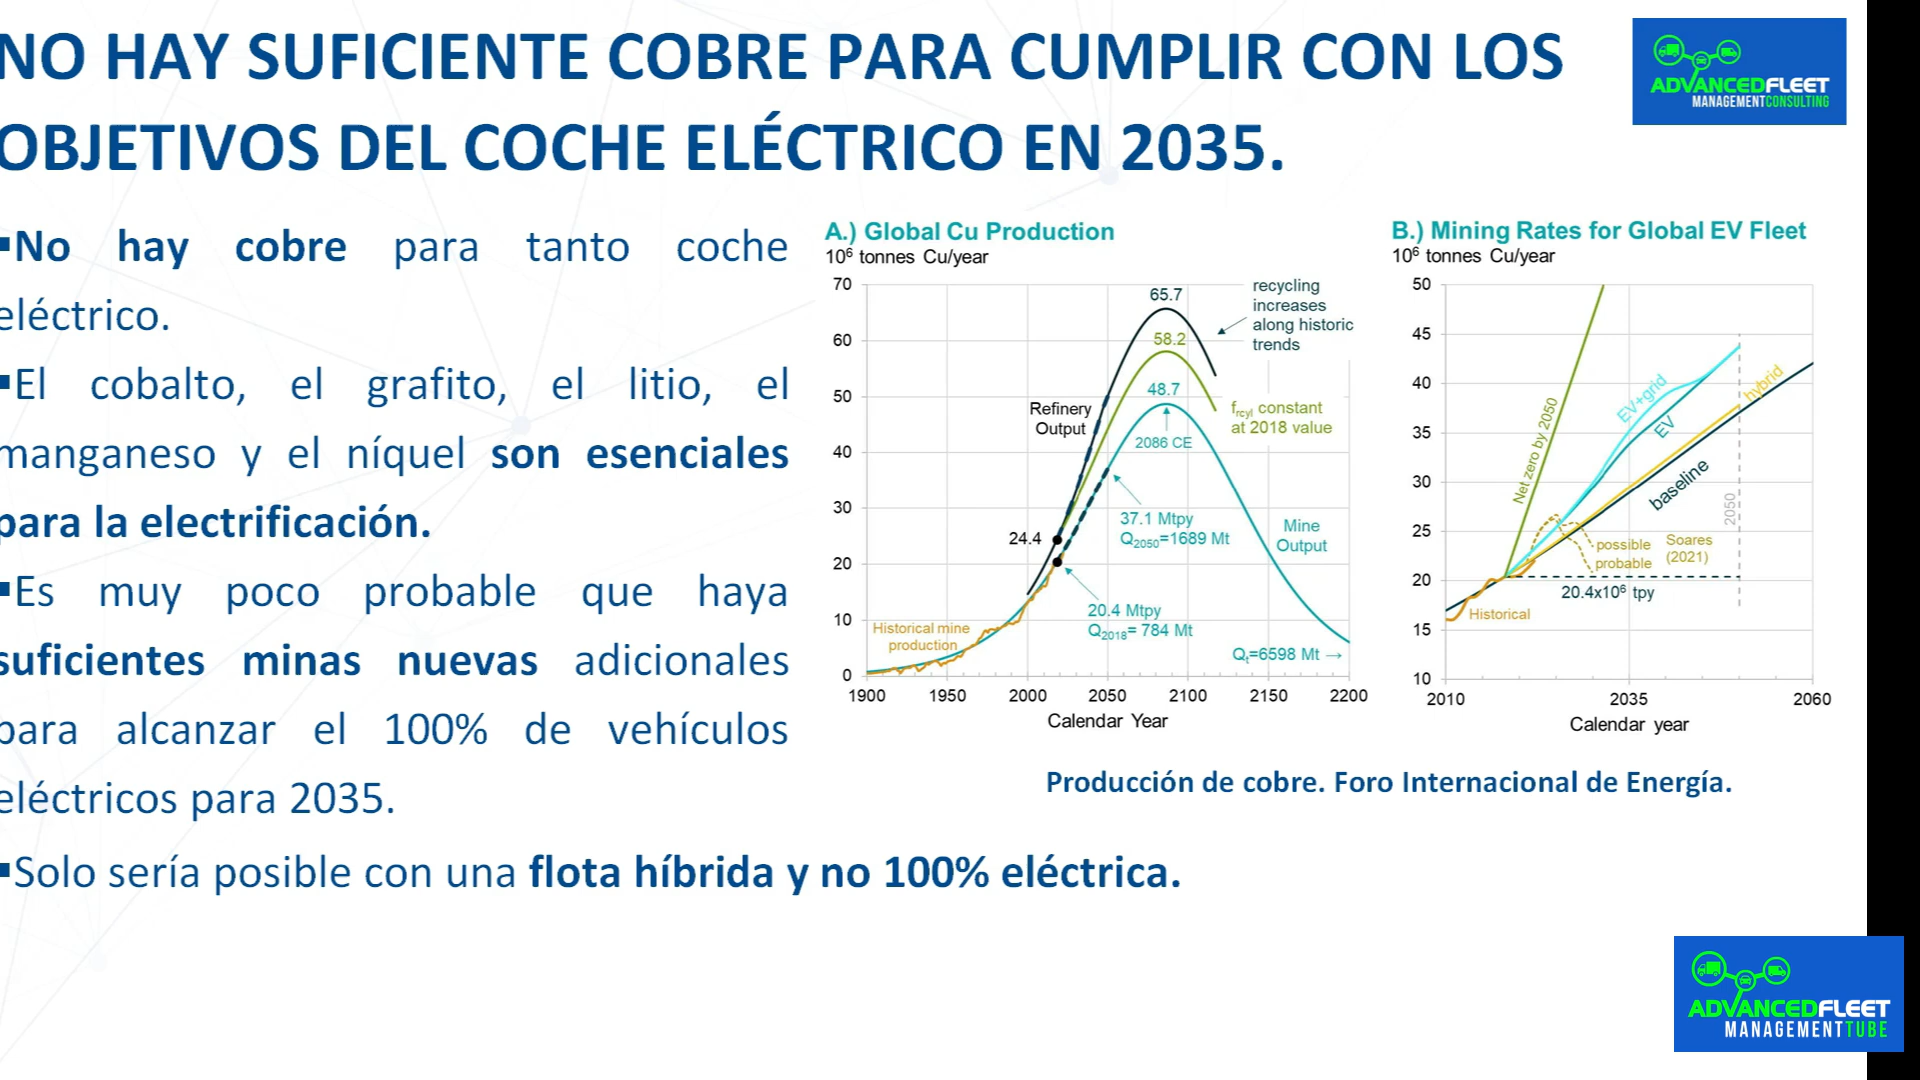 NO HAY SUFICIENTE COBRE PARA CUMPLIR CON LOS
OBJETIVOS DEL COCHE ELÉCTRICO EN 2035.
ADVANCEDFLEET
MANAGEMENTCONSULTING
▪No hay cobre para tanto coche
eléctrico.
▪El cobalto, el grafito, el litio, el
manganeso y el níquel son esenciales
para la electrificación.
▪Es muy poco probable que haya
suficientes minas nuevas adicionales
para alcanzar el 100% de vehículos
eléctricos para 2035.
▪Solo sería posible con una flota híbrida y no 100% eléctrica.
A.) Global Cu Production
10⁶ tonnes Cu/year
70
60
50
40
30
20
10
0
1900 1950 2000 2050 2100 2150 2200
Calendar Year
65.7
58.2
48.7
2086 CE
recycling
increases
along historic
trends
Refinery
Output
f_rcyl constant
at 2018 value
24.4
37.1 Mtpy
Q2050=1689 Mt
Mine
Output
20.4 Mtpy
Q2018= 784 Mt
Historical mine
production
Qt=6598 Mt →
B.) Mining Rates for Global EV Fleet
10⁶ tonnes Cu/year
50
45
40
35
30
25
20
15
10
2010 2035 2060
Calendar year
Net zero by 2050
EV+grid
EV
hybrid
baseline
2050
possible
probable
Soares
(2021)
20.4x10⁶ tpy
Historical
Producción de cobre. Foro Internacional de Energía.
ADVANCEDFLEET
MANAGEMENTTUBE